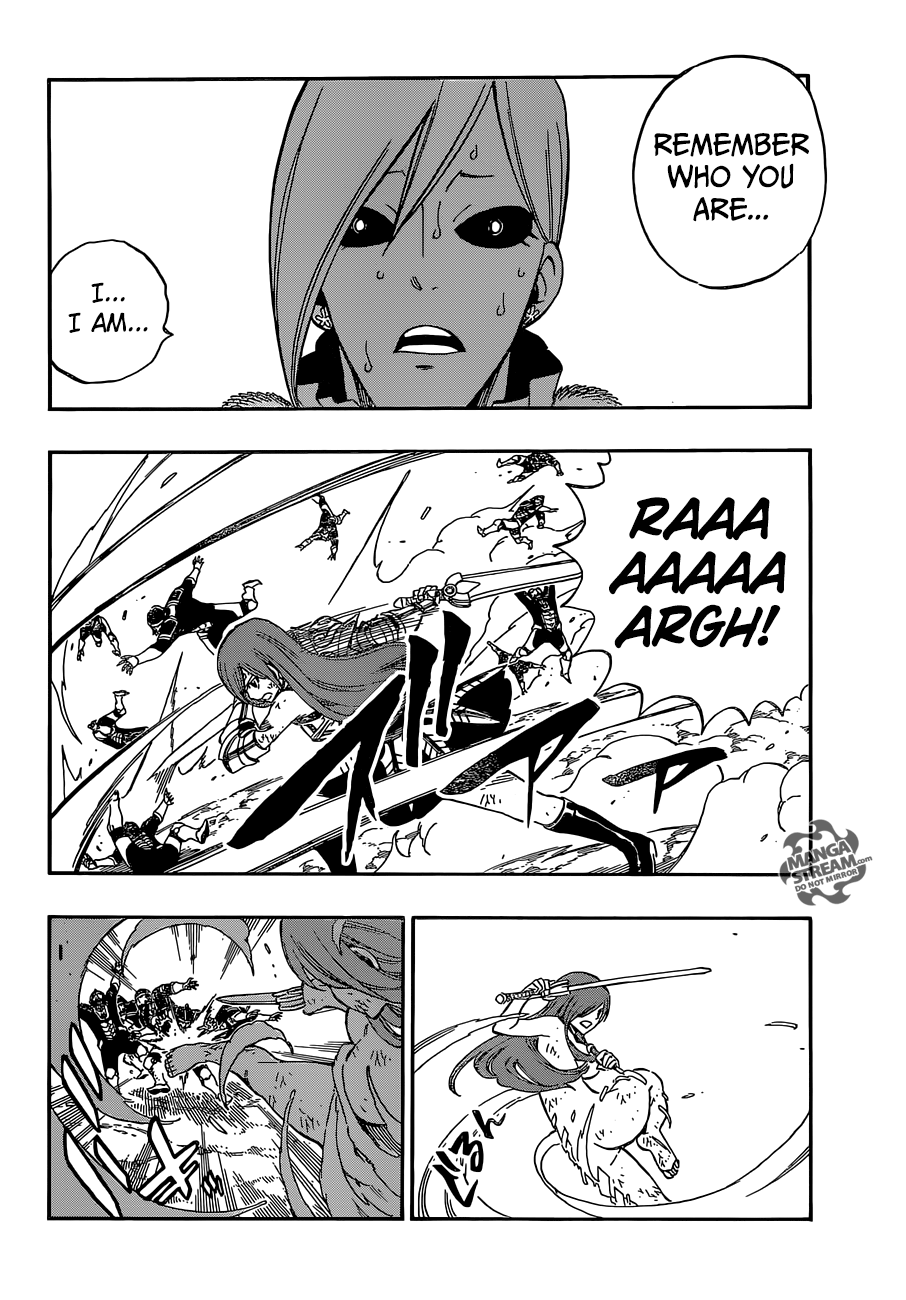 REMEMBER
WHO YOU
ARE...
I...
I AM...
RAAA
AAAAA
ARGH!
MANGA
STREAM.com
DO NOT MIRROR